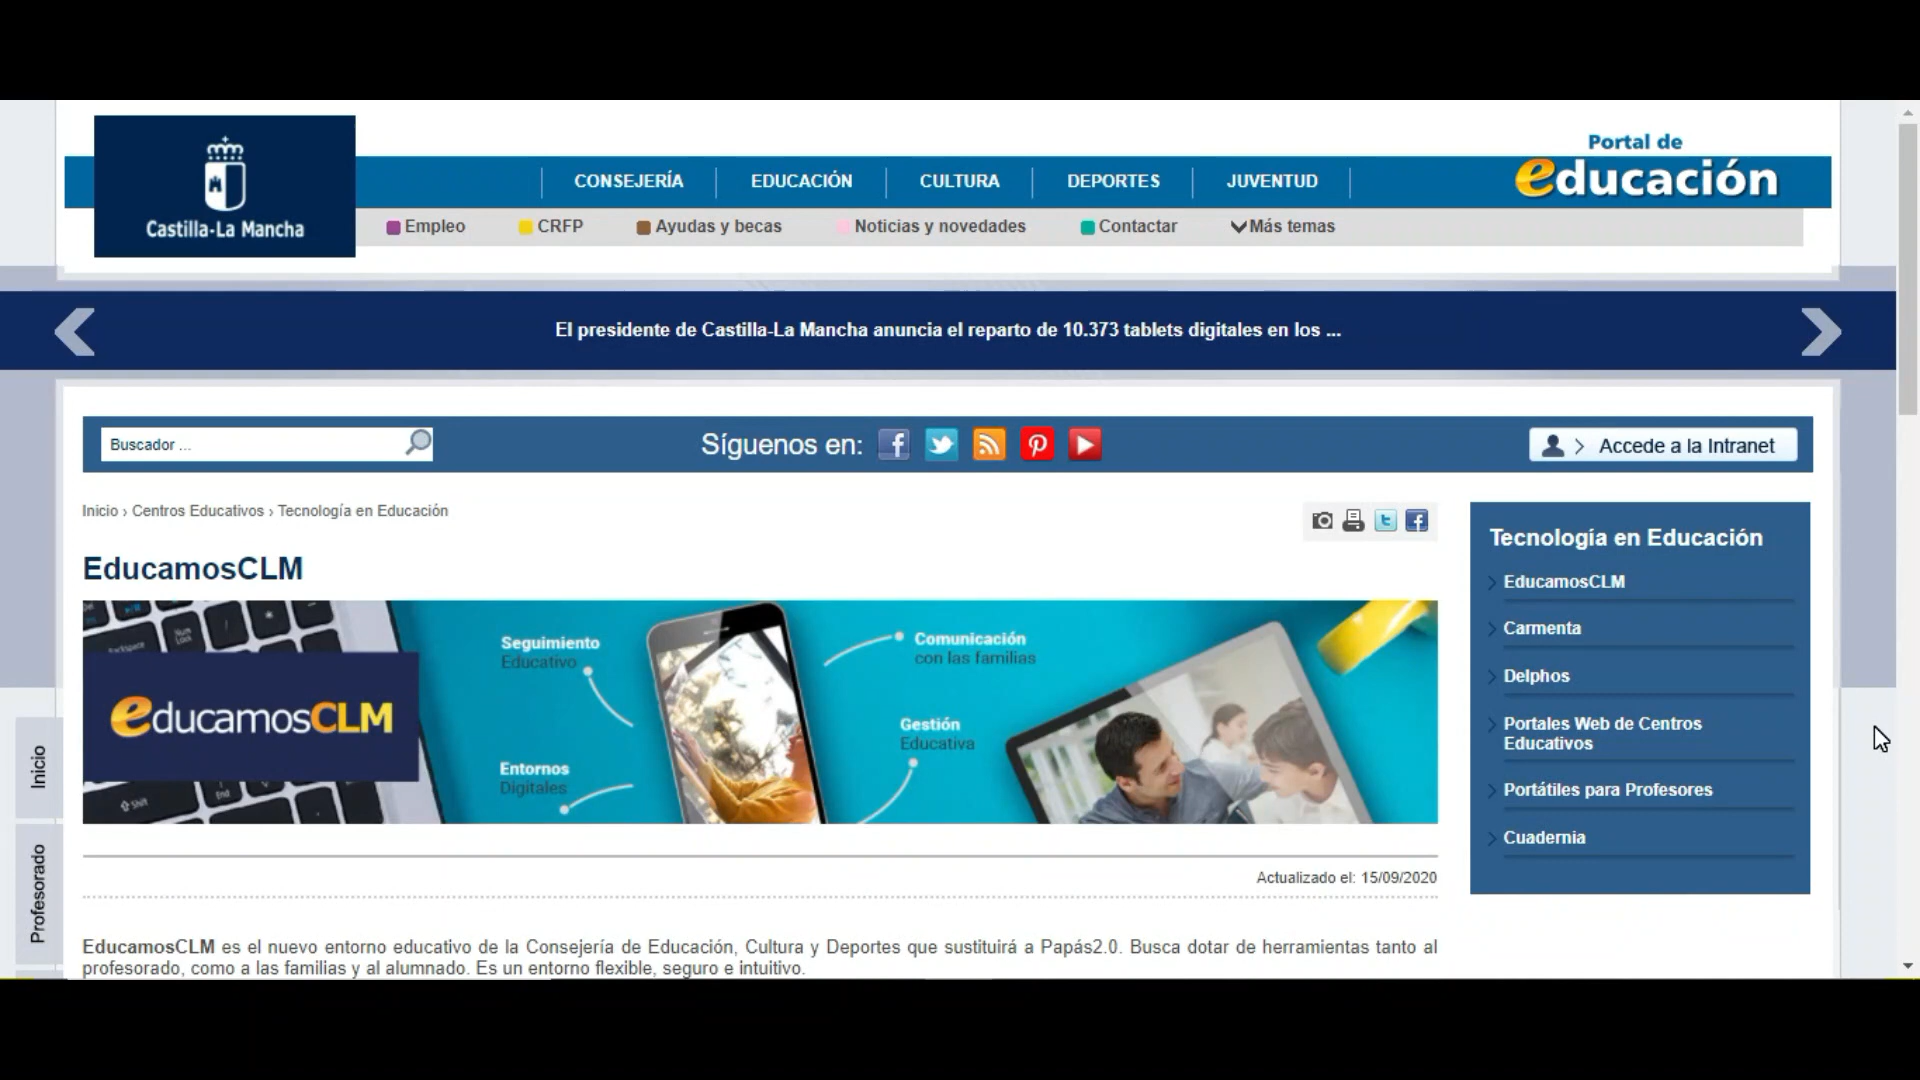 Castilla-La Mancha
CONSEJERÍA
EDUCACIÓN
CULTURA
DEPORTES
JUVENTUD
Portal de
educación
Empleo
CRFP
Ayudas y becas
Noticias y novedades
Contactar
Más temas
El presidente de Castilla-La Mancha anuncia el reparto de 10.373 tablets digitales en los ...
Buscador ...
Síguenos en:
Accede a la Intranet
Inicio › Centros Educativos › Tecnología en Educación
EducamosCLM
educamosCLM
Seguimiento
Educativo
Entornos
Digitales
Comunicación
con las familias
Gestión
Educativa
Tecnología en Educación
EducamosCLM
Carmenta
Delphos
Portales Web de Centros
Educativos
Portátiles para Profesores
Cuadernia
Inicio
Profesorado
Actualizado el: 15/09/2020
EducamosCLM es el nuevo entorno educativo de la Consejería de Educación, Cultura y Deportes que sustituirá a Papás2.0. Busca dotar de herramientas tanto al
profesorado, como a las familias y al alumnado. Es un entorno flexible, seguro e intuitivo.